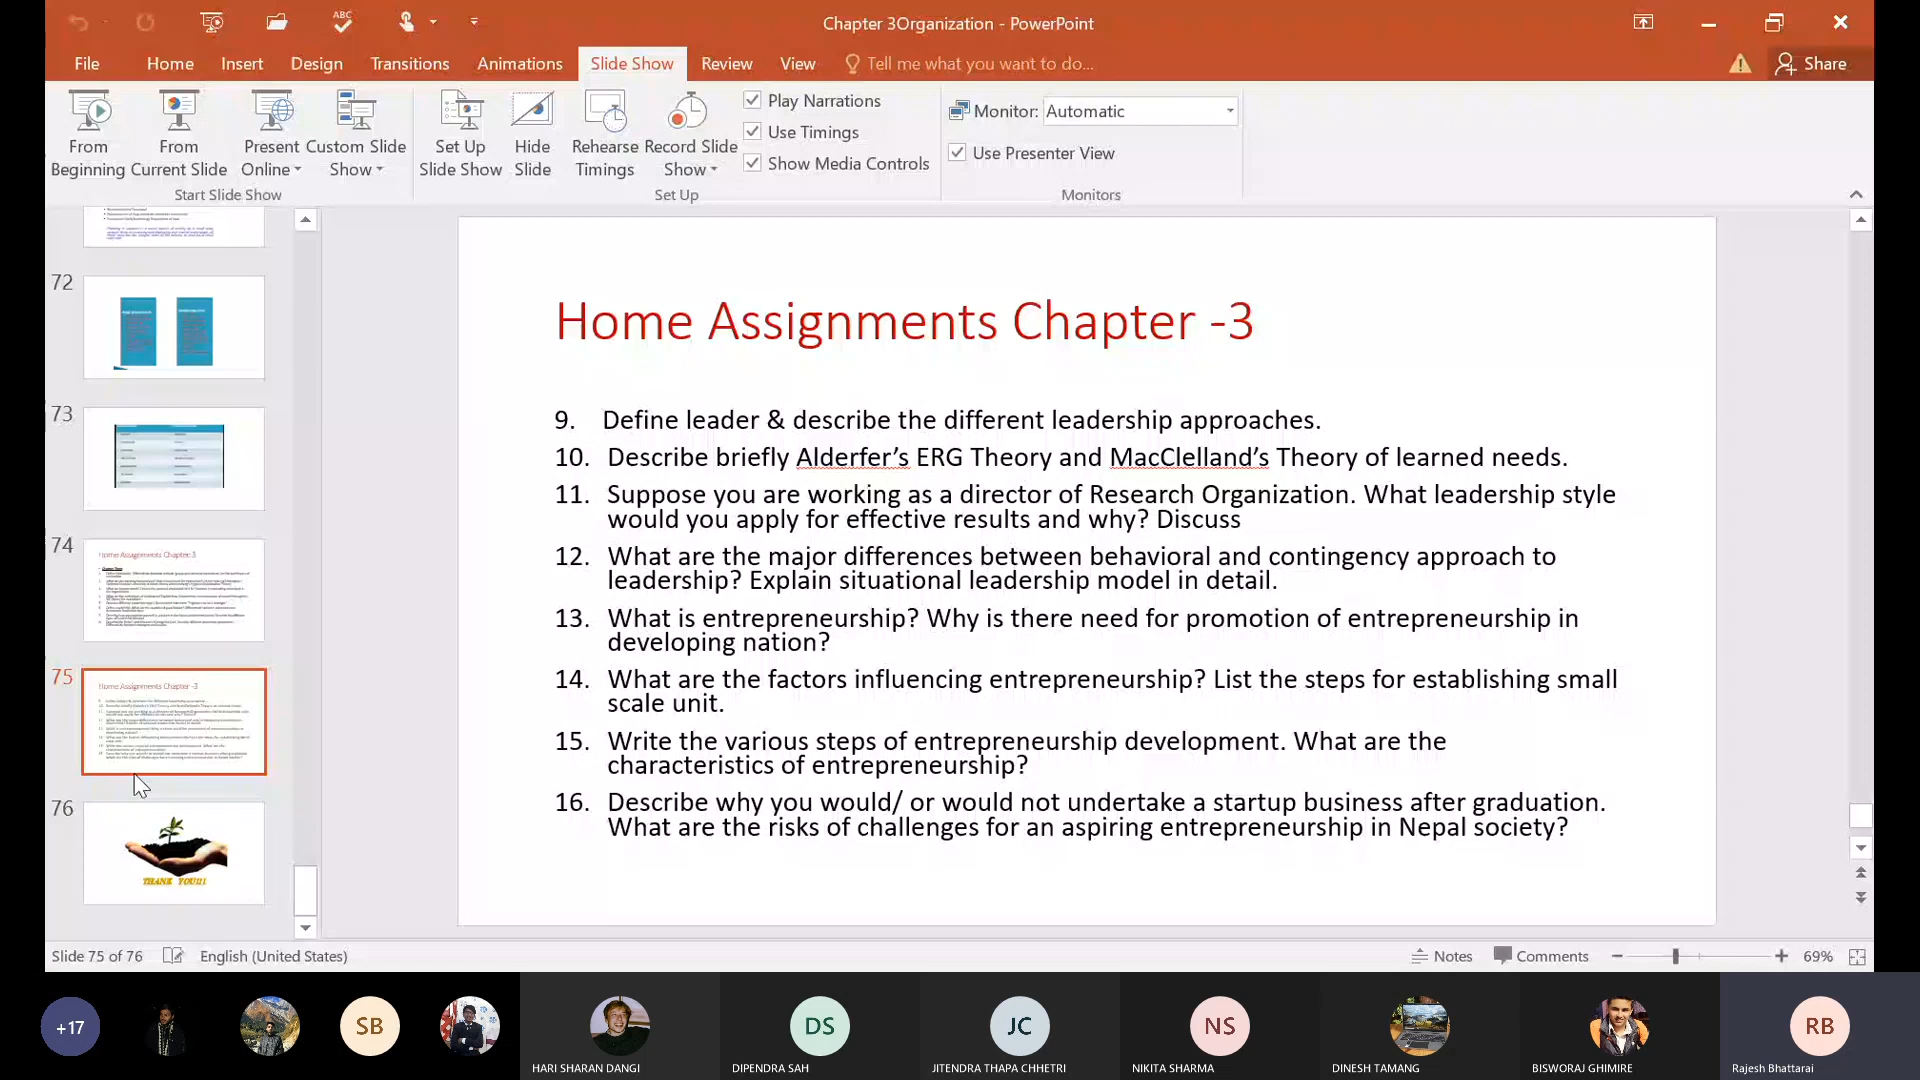 ABC
Chapter 3Organization - PowerPoint
File Home Insert Design Transitions Animations Slide Show Review View Tell me what you want to do... Share
From Beginning
From Current Slide
Present Online
Custom Slide Show
Start Slide Show
Set Up Slide Show
Hide Slide
Rehearse Timings
Record Slide Show
Play Narrations
Use Timings
Show Media Controls
Set Up
Monitor: Automatic
Use Presenter View
Monitors
72
73
74
Home Assignments Chapter 3
75
Home Assignments Chapter -3
76
THANK YOU!!!
Home Assignments Chapter -3
9. Define leader & describe the different leadership approaches.
10. Describe briefly Alderfer’s ERG Theory and MacClelland’s Theory of learned needs.
11. Suppose you are working as a director of Research Organization. What leadership style
would you apply for effective results and why? Discuss
12. What are the major differences between behavioral and contingency approach to
leadership? Explain situational leadership model in detail.
13. What is entrepreneurship? Why is there need for promotion of entrepreneurship in
developing nation?
14. What are the factors influencing entrepreneurship? List the steps for establishing small
scale unit.
15. Write the various steps of entrepreneurship development. What are the
characteristics of entrepreneurship?
16. Describe why you would/ or would not undertake a startup business after graduation.
What are the risks of challenges for an aspiring entrepreneurship in Nepal society?
Slide 75 of 76 English (United States) Notes Comments 69%
+17 SB DS JC NS RB
HARI SHARAN DANGI DIPENDRA SAH JITENDRA THAPA CHHETRI NIKITA SHARMA DINESH TAMANG BISWORAJ GHIMIRE Rajesh Bhattarai